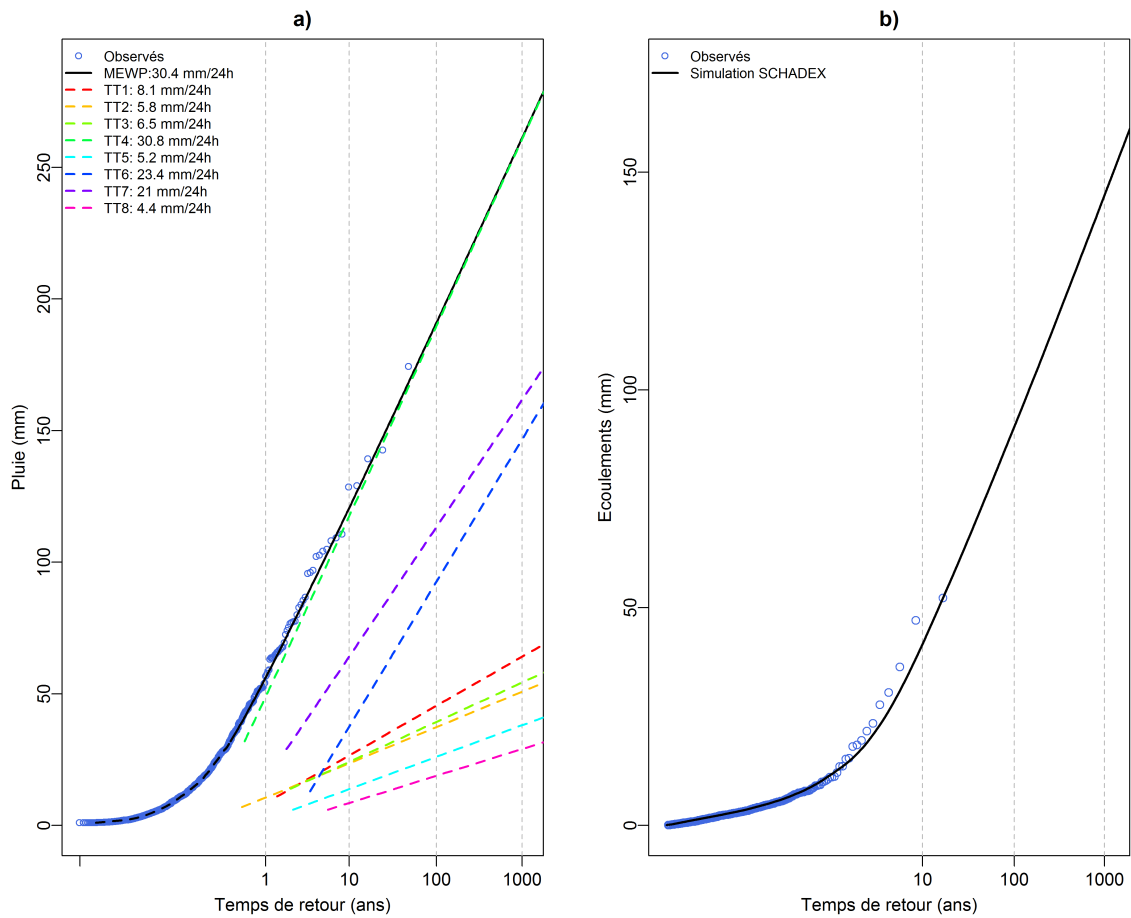 a)
Observés
MEWP:30.4 mm/24h
TT1: 8.1 mm/24h
TT2: 5.8 mm/24h
TT3: 6.5 mm/24h
TT4: 30.8 mm/24h
TT5: 5.2 mm/24h
TT6: 23.4 mm/24h
TT7: 21 mm/24h
TT8: 4.4 mm/24h
Pluie (mm)
250
200
150
100
50
0
1 10 100 1000
Temps de retour (ans)
b)
Observés
Simulation SCHADEX
Ecoulements (mm)
150
100
50
0
10 100 1000
Temps de retour (ans)